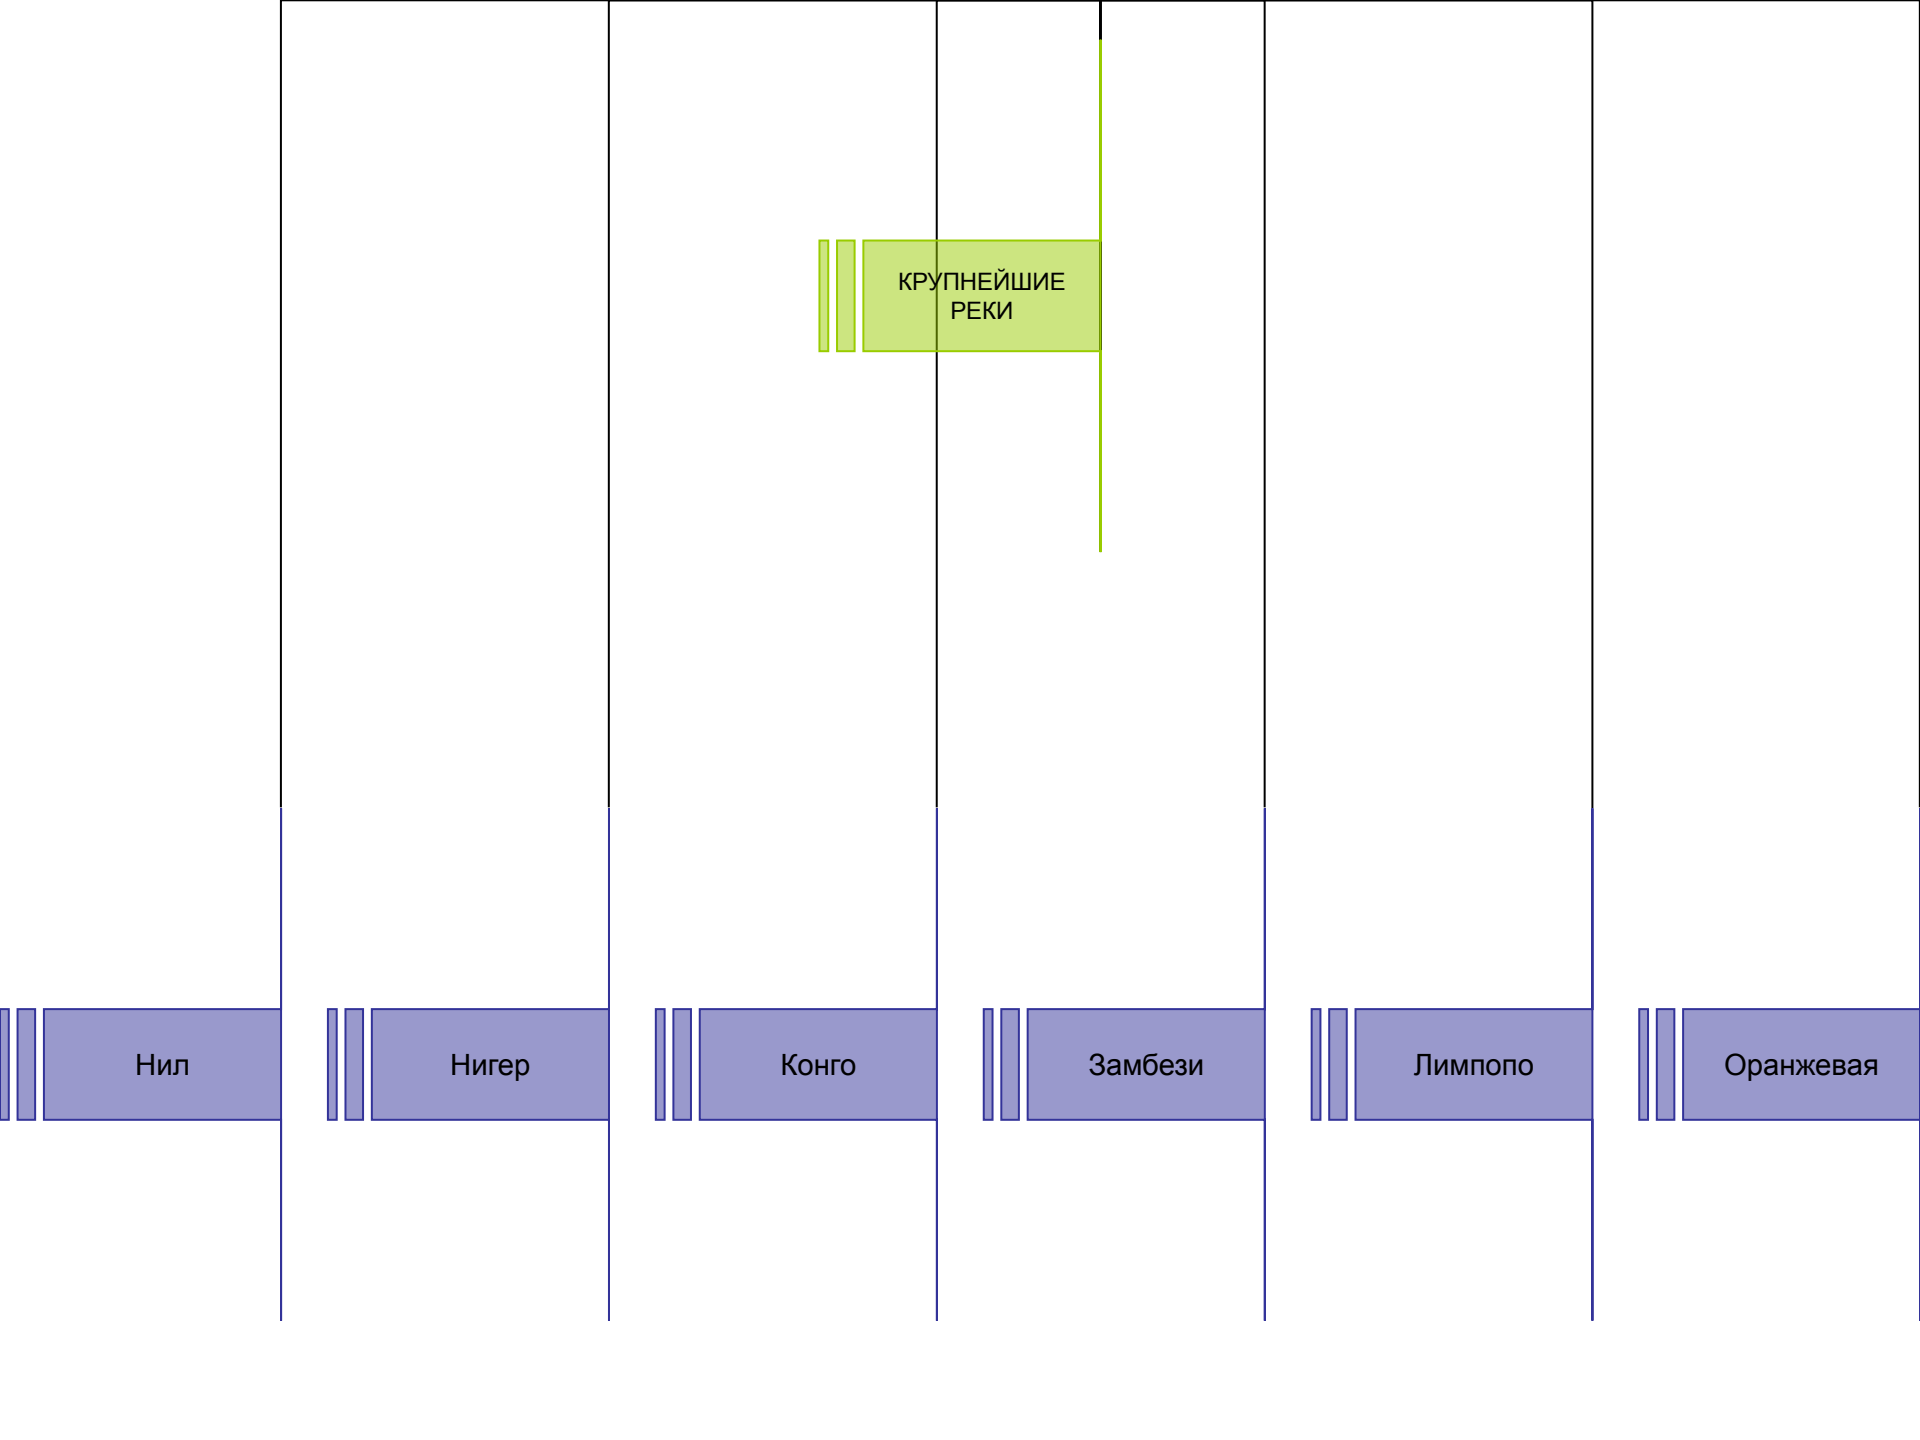 КРУПНЕЙШИЕ
РЕКИ
Нил
Нигер
Конго
Замбези
Лимпопо
Оранжевая